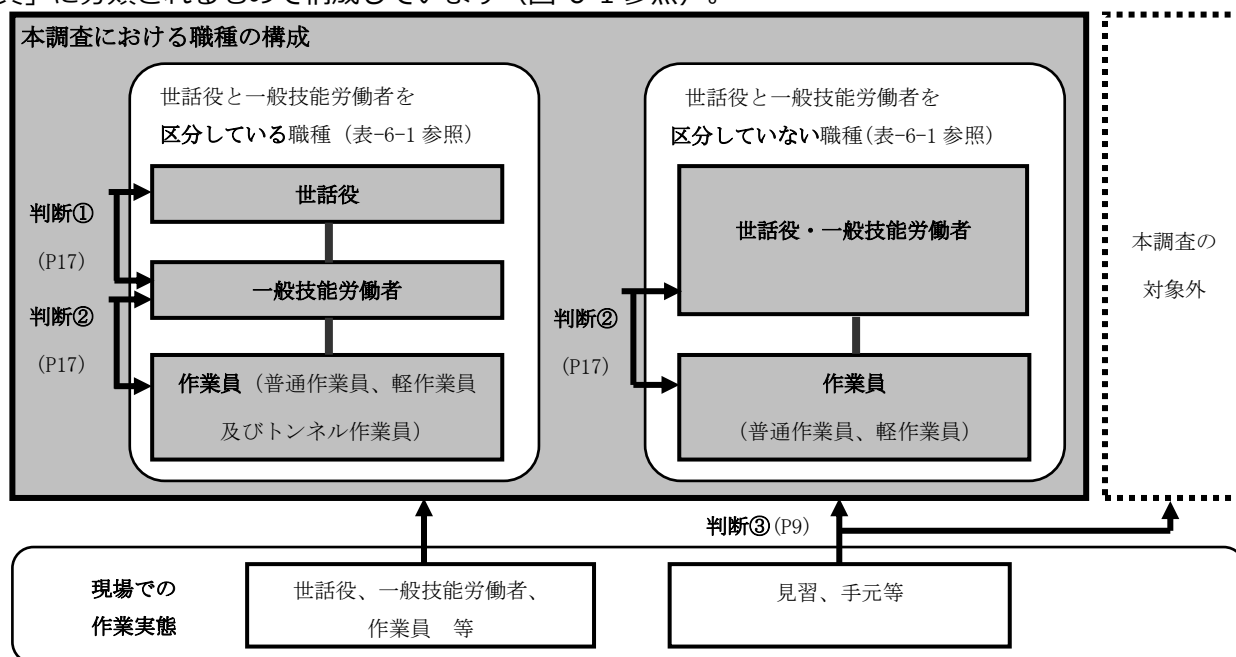 に分類されるもので構成しています（図-6-1 参照）。
本調査における職種の構成
世話役と一般技能労働者を
区分している職種（表-6-1 参照）
世話役
判断①
(P17)
一般技能労働者
判断②
(P17)
作業員（普通作業員、軽作業員
及びトンネル作業員）
世話役と一般技能労働者を
区分していない職種(表-6-1 参照)
世話役・一般技能労働者
判断②
(P17)
作業員
（普通作業員、軽作業員）
本調査の
対象外
判断③(P9)
現場での
作業実態
世話役、一般技能労働者、
作業員　等
見習、手元等